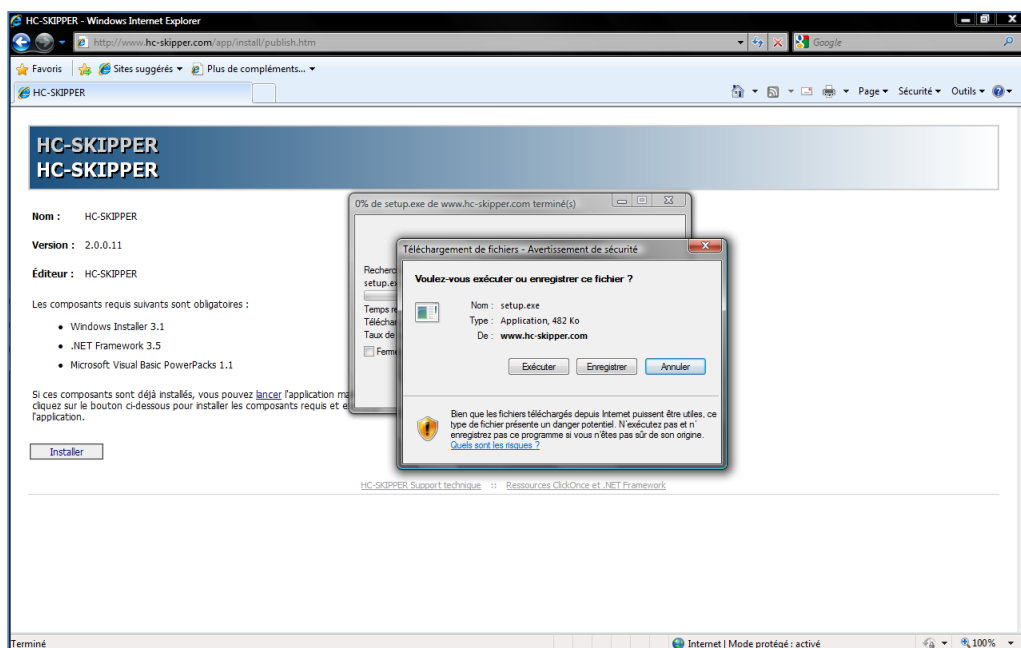 HC-SKIPPER - Windows Internet Explorer
http://www.hc-skipper.com/app/install/publish.htm
Google
Favoris
Sites suggérés
Plus de compléments...
HC-SKIPPER
Page
Sécurité
Outils
HC-SKIPPER
HC-SKIPPER
Nom : HC-SKIPPER
Version : 2.0.0.11
Éditeur : HC-SKIPPER
Les composants requis suivants sont obligatoires :
Windows Installer 3.1
.NET Framework 3.5
Microsoft Visual Basic PowerPacks 1.1
Si ces composants sont déjà installés, vous pouvez lancer l'application
cliquez sur le bouton ci-dessous pour installer les composants requis et
l'application.
Installer
0% de setup.exe de www.hc-skipper.com terminé(s)
Temps
Taux de
Téléchargement de fichiers - Avertissement de sécurité
Voulez-vous exécuter ou enregistrer ce fichier ?
Nom : setup.exe
Type : Application, 482 Ko
De : www.hc-skipper.com
Exécuter
Enregistrer
Annuler
Bien que les fichiers téléchargés depuis Internet puissent être utiles, ce
type de fichier présente un danger potentiel. N'exécutez pas et n'
enregistrez pas ce programme si vous n'êtes pas sûr de son origine.
Quels sont les risques ?
HC-SKIPPER Support technique :: Ressources ClickOnce et .NET Framework
Terminé
Internet | Mode protégé : activé
100%